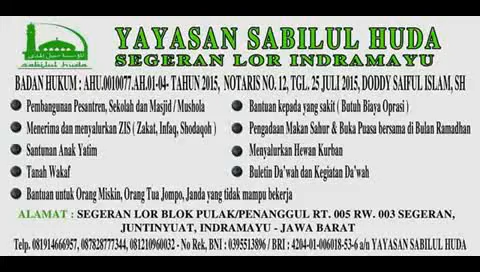 YAYASAN SABILUL HUDA
SEGERAN LOR INDRAMAYU
sabilul huda
BADAN HUKUM : AHU.0010077.AH.01-04- TAHUN 2015, NOTARIS NO. 12, TGL. 25 JULI 2015, DODDY SAIFUL ISLAM, SH
Pembangunan Pesantren, Sekolah dan Masjid / Mushola
Menerima dan menyalurkan ZIS ( Zakat, Infaq, Shodaqoh )
Santunan Anak Yatim
Tanah Wakaf
Bantuan untuk Orang Miskin, Orang Tua Jompo, Janda yang tidak mampu bekerja
Bantuan kepada yang sakit ( Butuh Biaya Oprasi )
Pengadaan Makan Sahur & Buka Puasa bersama di Bulan Ramadhan
Menyalurkan Hewan Kurban
Buletin Da'wah dan Kegiatan Da'wah
ALAMAT : SEGERAN LOR BLOK PULAK/PENANGGUL RT. 005 RW. 003 SEGERAN,
JUNTINYUAT, INDRAMAYU - JAWA BARAT
Telp. 081914666957, 087828777344, 081210960032 - No Rek, BNI : 0395513896 / BRI : 4204-01-006018-53-6 a/n YAYASAN SABILUL HUDA